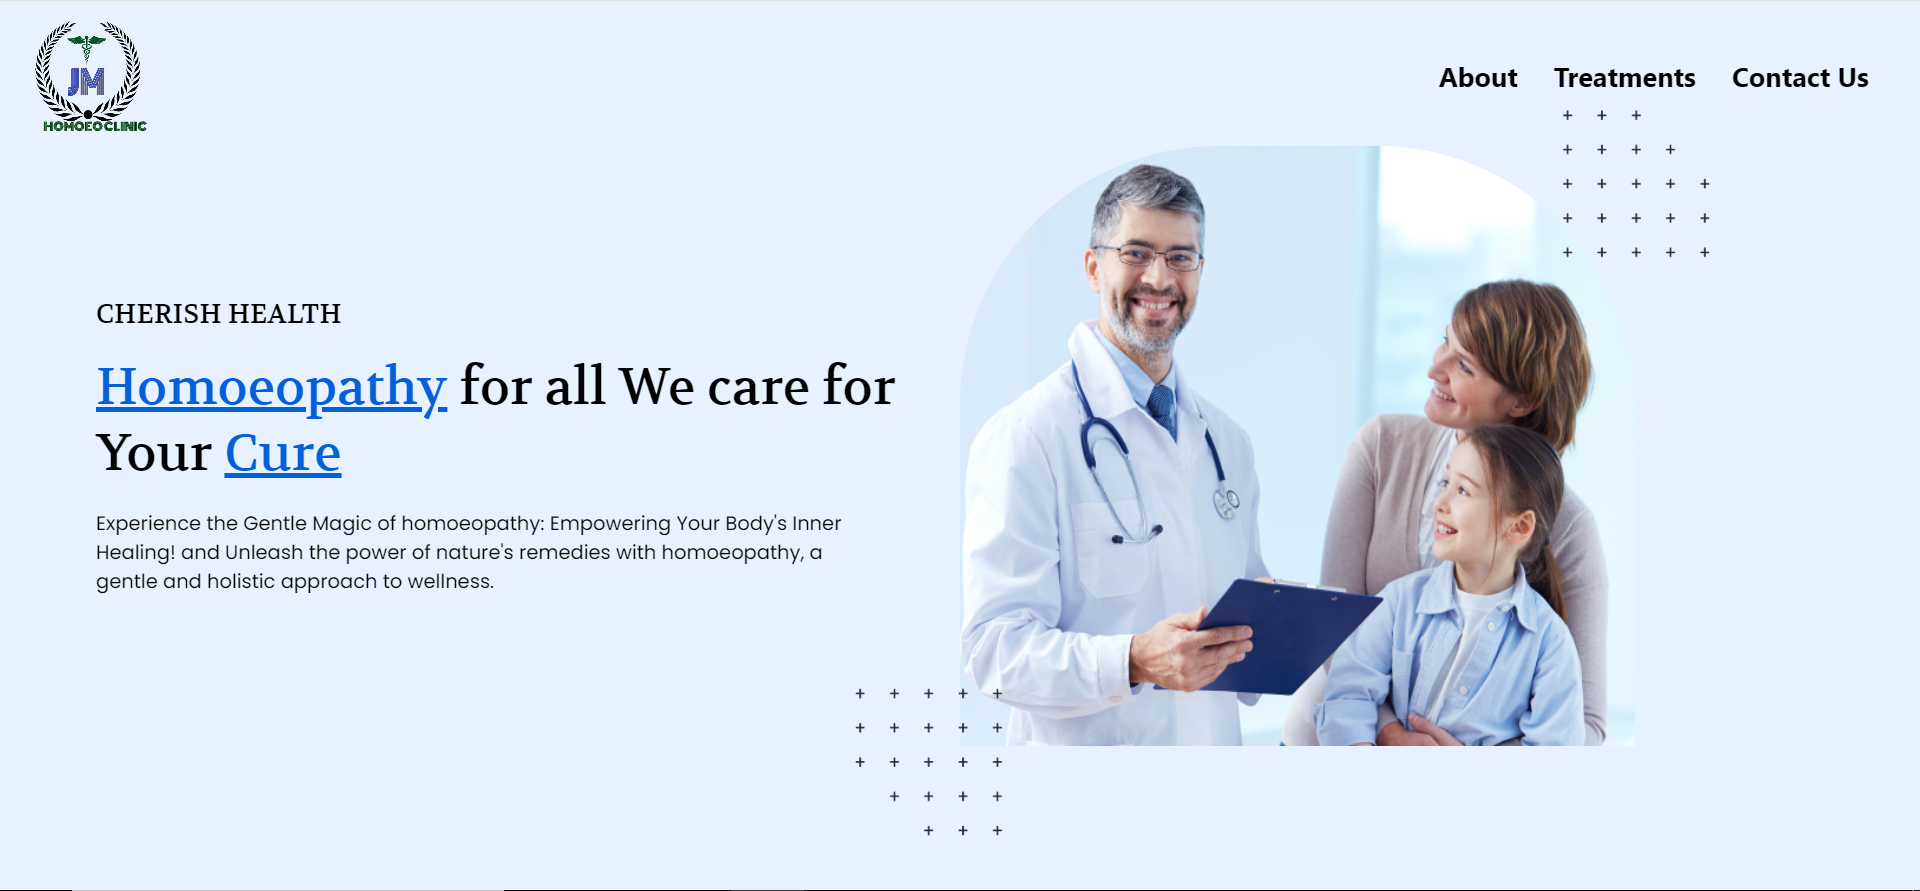 JM
HOMOEO CLINIC
About Treatments Contact Us
CHERISH HEALTH
Homoeopathy for all We care for
Your Cure
Experience the Gentle Magic of homoeopathy: Empowering Your Body's Inner
Healing! and Unleash the power of nature's remedies with homoeopathy, a
gentle and holistic approach to wellness.